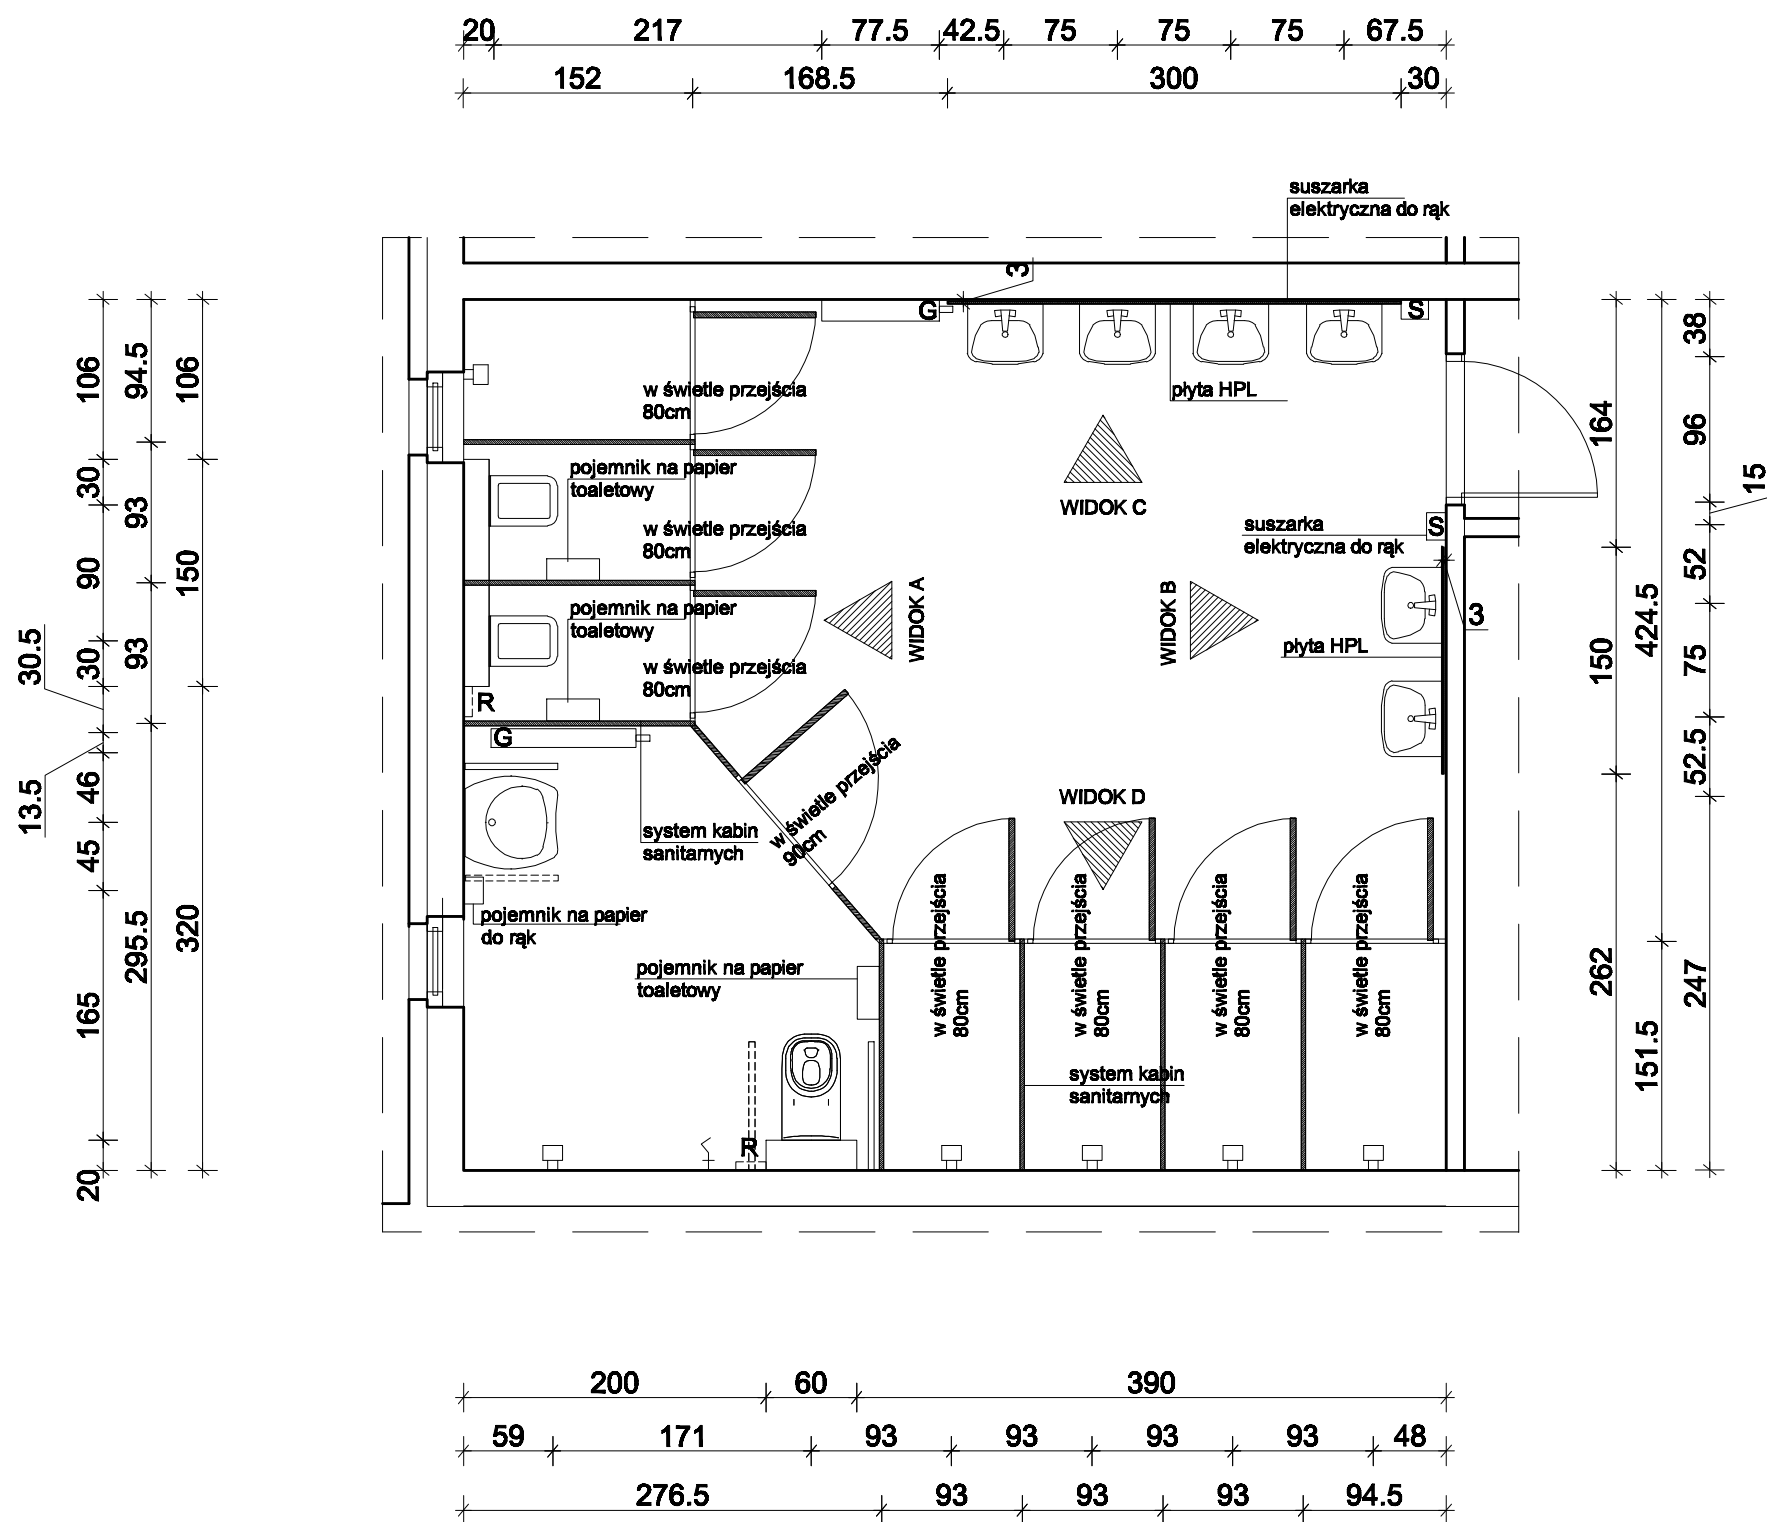 20 217 77.5 42.5 75 75 75 67.5
152 168.5 300 30
suszarka
elektryczna do rąk
3
G
S
w świetle przejścia
80cm
płyta HPL
WIDOK C
pojemnik na papier
toaletowy
suszarka
elektryczna do rąk
S
w świetle przejścia
80cm
WIDOK A
WIDOK B
3
pojemnik na papier
toaletowy
płyta HPL
w świetle przejścia
80cm
R
G
w świetle przejścia
90cm
WIDOK D
system kabin
sanitarnych
pojemnik na papier
do rąk
pojemnik na papier
toaletowy
w świetle przejścia
80cm
w świetle przejścia
80cm
w świetle przejścia
80cm
w świetle przejścia
80cm
system kabin
sanitarnych
R
30.5
13.5
106
30
90
30
46
45
165
20
94.5
93
93
295.5
106
150
320
164
150
262
424.5
151.5
38
96
15
52
75
52.5
247
200 60 390
59 171 93 93 93 93 48
276.5 93 93 93 94.5